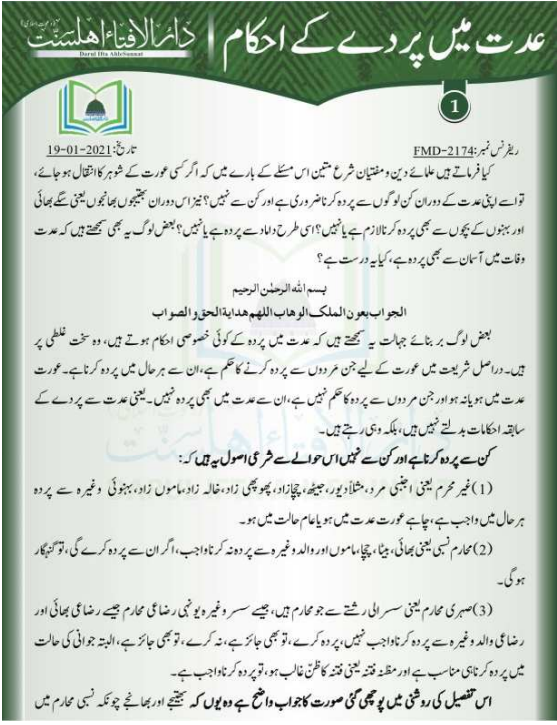 عدت میں پردے کے احکام
دارالافتاء اہلسنت
Darul Ifta AhleSunnat
1
ریفرنس نمبر: FMD-2174
تاریخ: 19-01-2021
کیا فرماتے ہیں علمائے دین و مفتیان شرع متین اس مسئلے کے بارے میں کہ اگر کسی عورت کے شوہر کا انتقال ہو جائے،
تو اسے اپنی عدت کے دوران کن لوگوں سے پردہ کرنا ضروری ہے اور کن سے نہیں؟ نیز اس دوران بھتیجوں بھانجوں یعنی سگے بھائی
اور بہنوں کے بچوں سے بھی پردہ کرنا لازم ہے یا نہیں؟ اسی طرح داماد سے پردہ ہے یا نہیں؟ بعض لوگ یہ بھی سمجھتے ہیں کہ عدت
وفات میں آسمان سے بھی پردہ ہے، کیا یہ درست ہے؟
بسم اللہ الرحمٰن الرحیم
الجواب بعون الملک الوھاب اللھم ھدایة الحق و الصواب
بعض لوگ بر بنائے جہالت یہ سمجھتے ہیں کہ عدت میں پردہ کے کوئی خصوصی احکام ہوتے ہیں، وہ سخت غلطی پر
ہیں۔ دراصل شریعت میں عورت کے لیے جن مَردوں سے پردہ کرنے کا حکم ہے، ان سے ہر حال میں پردہ کرنا ہے۔ عورت
عدت میں ہو یا نہ ہو اور جن مردوں سے پردہ کا حکم نہیں ہے، ان سے عدت میں بھی پردہ نہیں۔ یعنی عدت سے پردے کے
سابقہ احکامات بدلتے نہیں ہیں، بلکہ وہی رہتے ہیں۔
کن سے پردہ کرنا ہے اور کن سے نہیں اس حوالے سے شرعی اصول یہ ہیں کہ:
(1) غیر محرم یعنی اجنبی مرد، مثلاً دیور، جیٹھ، چچازاد، پھوپھی زاد، خالہ زاد، ماموں زاد، بہنوئی وغیرہ سے پردہ
ہر حال میں واجب ہے، چاہے عورت عدت میں ہو یا عام حالت میں ہو۔
(2) محارم نسبی یعنی بھائی، بیٹا، چچا، ماموں اور والد وغیرہ سے پردہ نہ کرنا واجب، اگر ان سے پردہ کرے گی، تو گنہگار
ہوگی۔
(3) صہری محارم یعنی سسرالی رشتے سے جو محارم ہیں، جیسے سسر وغیرہ یونہی رضاعی محارم جیسے رضاعی بھائی اور
رضاعی والد وغیرہ سے پردہ کرنا واجب نہیں، پردہ کرے، تو بھی جائز ہے، نہ کرے، تو بھی جائز ہے، البتہ جوانی کی حالت
میں پردہ کرنا ہی مناسب ہے اور مظنۂ فتنہ یعنی فتنہ کا ظن غالب ہو، تو پردہ کرنا واجب ہے۔
اس تفصیل کی روشنی میں پوچھی گئی صورت کا جواب واضح ہے وہ یوں کہ بھتیجے اور بھانجے چونکہ نسبی محارم میں